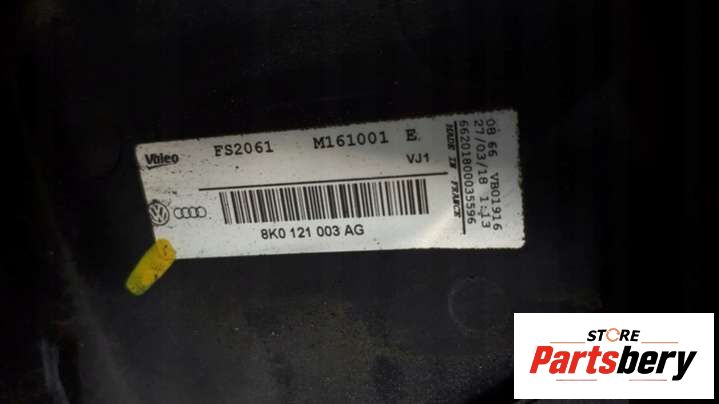 Valeo
FS2061 M161001 E
VJ1
8K0 121 003 AG
MADE IN FRANCE
66201800035596
27/03/18 1:13
08 66 VB01916
STORE
Partsbery